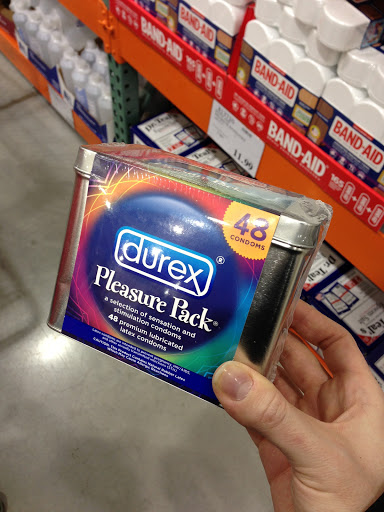 BAND-AID
BAND-AID
BAND-AID
BAND-AID
BAND-AID
11.99
48
CONDOMS
durex®
Pleasure Pack®
a selection of sensation and
stimulation condoms
48 premium lubricated
latex condoms